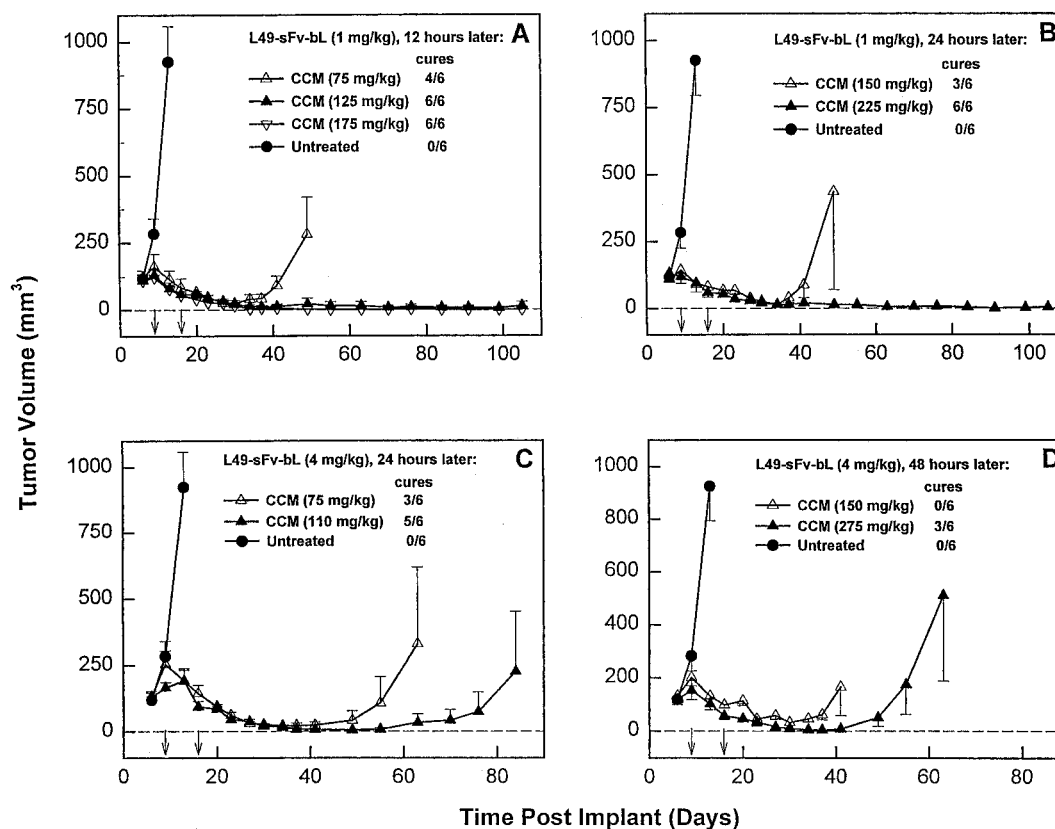 Tumor Volume (mm³)
A
L49-sFv-bL (1 mg/kg), 12 hours later:
cures
CCM (75 mg/kg) 4/6
CCM (125 mg/kg) 6/6
CCM (175 mg/kg) 6/6
Untreated 0/6
1000
750
500
250
0
0 20 40 60 80 100
B
L49-sFv-bL (1 mg/kg), 24 hours later:
cures
CCM (150 mg/kg) 3/6
CCM (225 mg/kg) 6/6
Untreated 0/6
1000
750
500
250
0
0 20 40 60 80 100
C
L49-sFv-bL (4 mg/kg), 24 hours later:
cures
CCM (75 mg/kg) 3/6
CCM (110 mg/kg) 5/6
Untreated 0/6
1000
750
500
250
0
0 20 40 60 80
D
L49-sFv-bL (4 mg/kg), 48 hours later:
cures
CCM (150 mg/kg) 0/6
CCM (275 mg/kg) 3/6
Untreated 0/6
1000
800
600
400
200
0
0 20 40 60 80
Time Post Implant (Days)